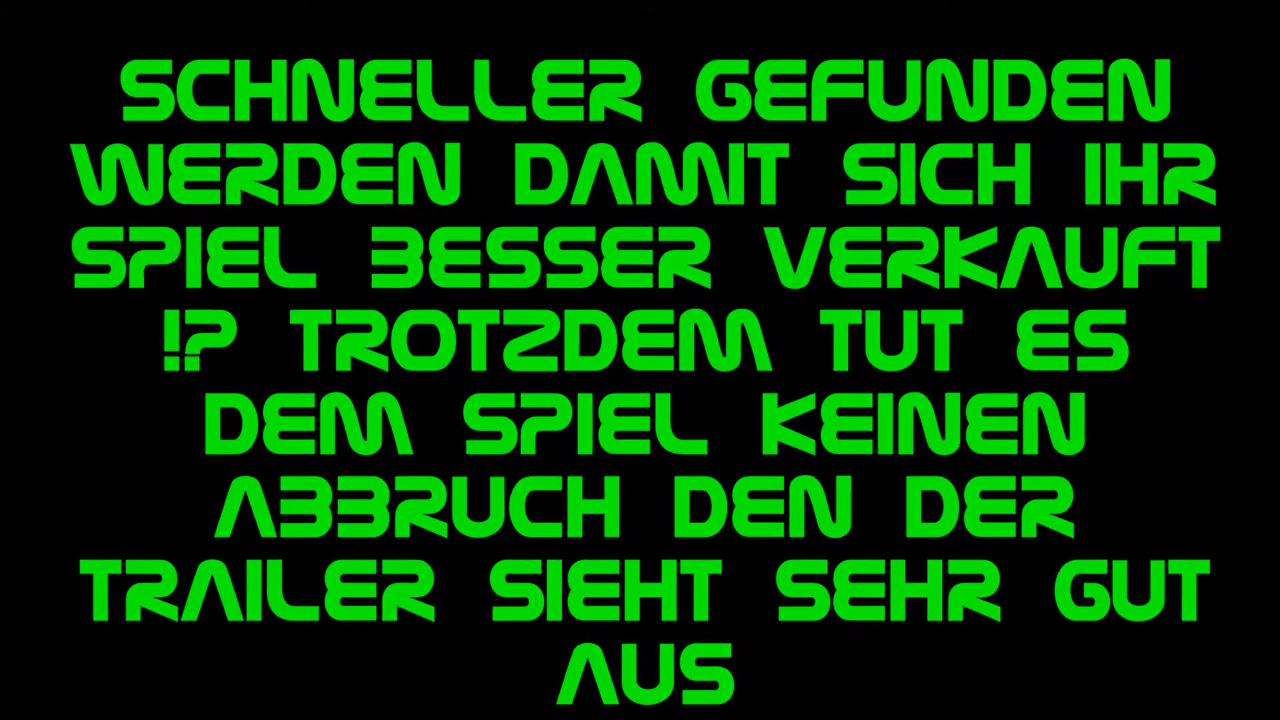 SCHNELLER GEFUNDEN
WERDEN DAMIT SICH IHR
SPIEL BESSER VERKAUFT
!? TROTZDEM TUT ES
DEM SPIEL KEINEN
ABBRUCH DEN DER
TRAILER SIEHT SEHR GUT
AUS